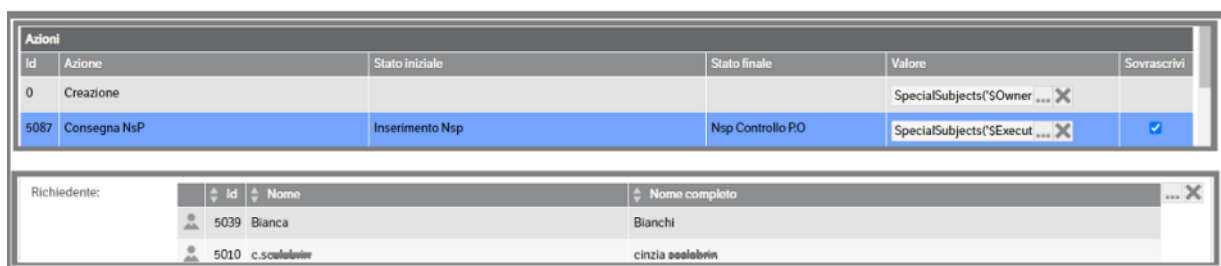 Azioni
Id Azione Stato iniziale Stato finale Valore Sovrascrivi
0 Creazione SpecialSubjects('$Owner ...
5087 Consegna NsP Inserimento Nsp Nsp Controllo P.O SpecialSubjects('$Execut ...
Richiedente: Id Nome Nome completo ...
5039 Bianca Bianchi
5010 cinzia